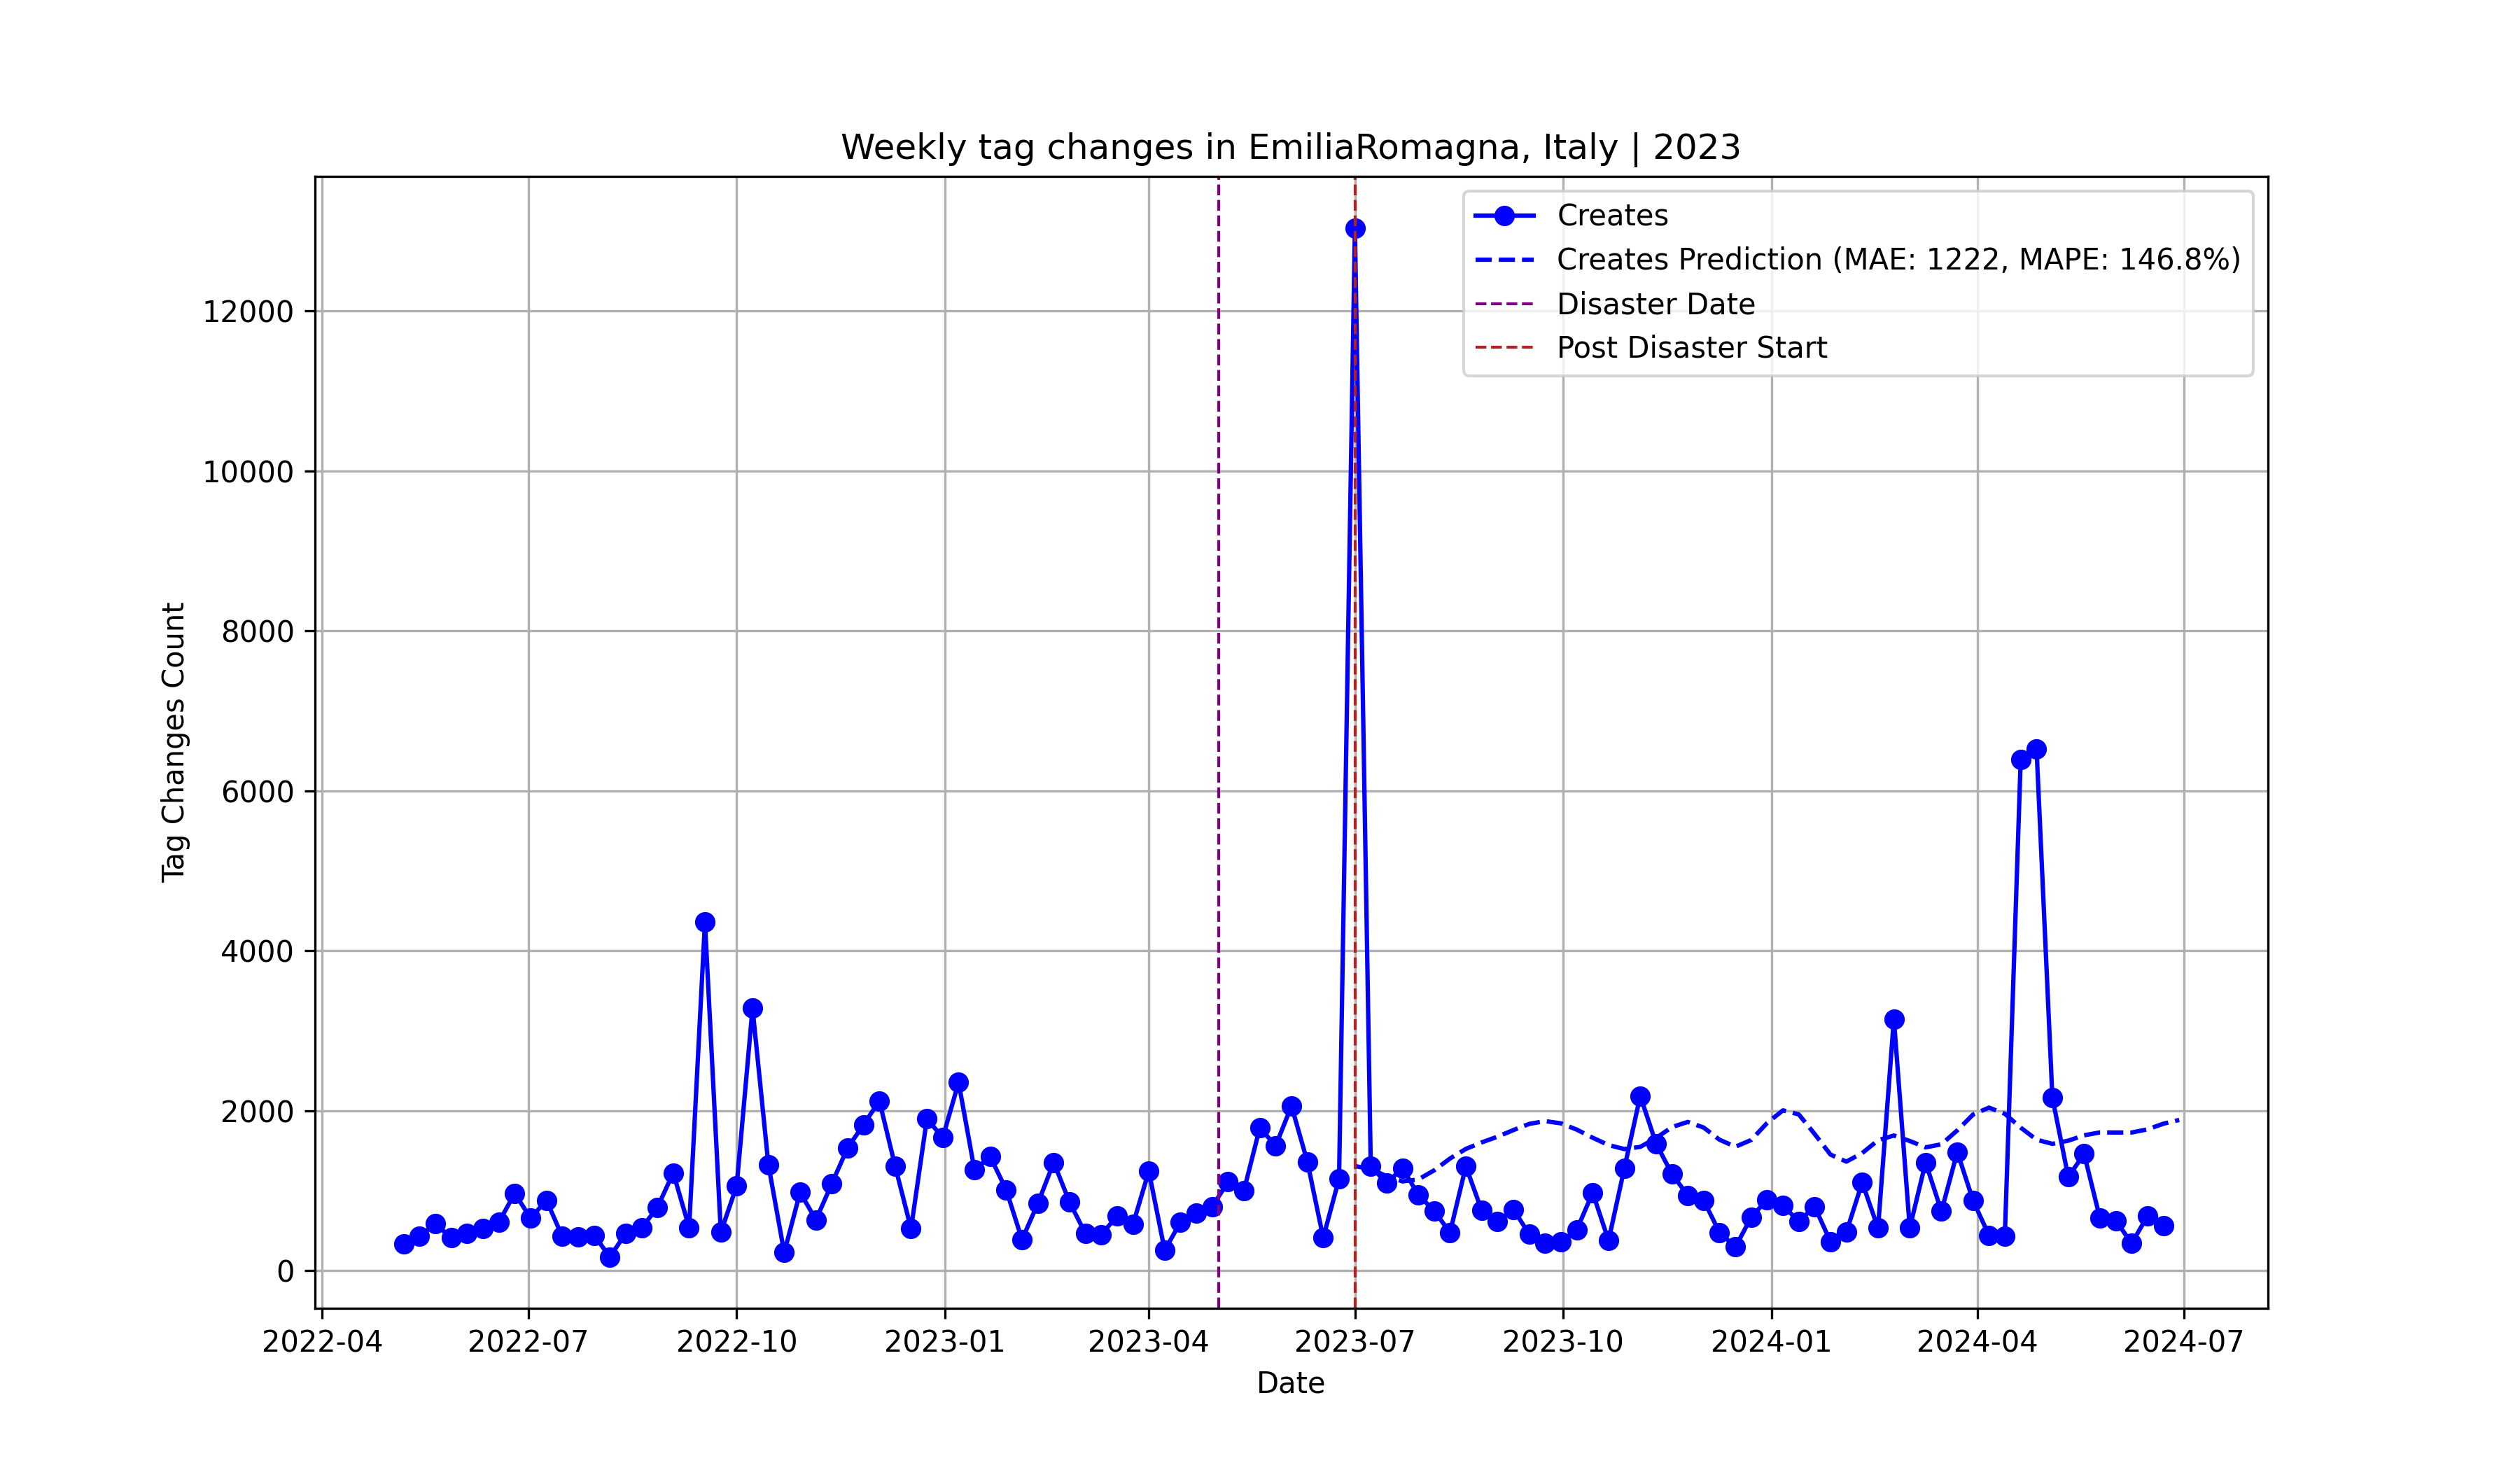 Weekly tag changes in EmiliaRomagna, Italy | 2023
Creates
Creates Prediction (MAE: 1222, MAPE: 146.8%)
Disaster Date
Post Disaster Start
Tag Changes Count
12000
10000
8000
6000
4000
2000
0
2022-04 2022-07 2022-10 2023-01 2023-04 2023-07 2023-10 2024-01 2024-04 2024-07
Date